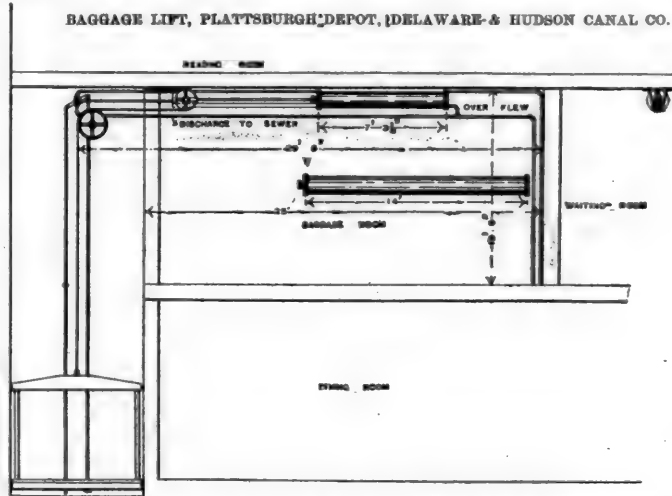 BAGGAGE LIFT, PLATTSBURGH DEPOT, DELAWARE & HUDSON CANAL CO.
READING ROOM
OVER FLEW
DISCHARGE TO SEWER
WAITING ROOM
BAGGAGE ROOM
DINING ROOM